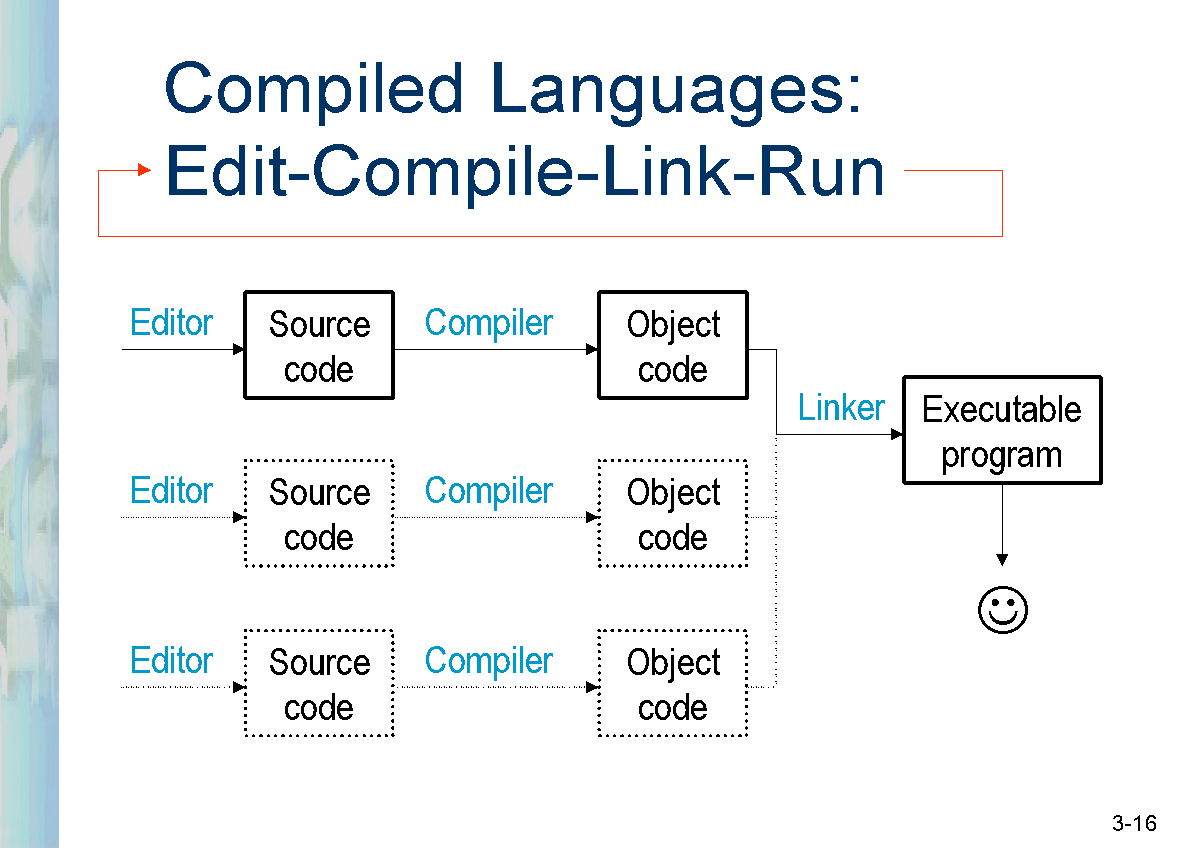 Compiled Languages:
Edit-Compile-Link-Run
Editor
Source
code
Compiler
Object
code
Linker
Executable
program
Editor
Source
code
Compiler
Object
code
Editor
Source
code
Compiler
Object
code
3-16